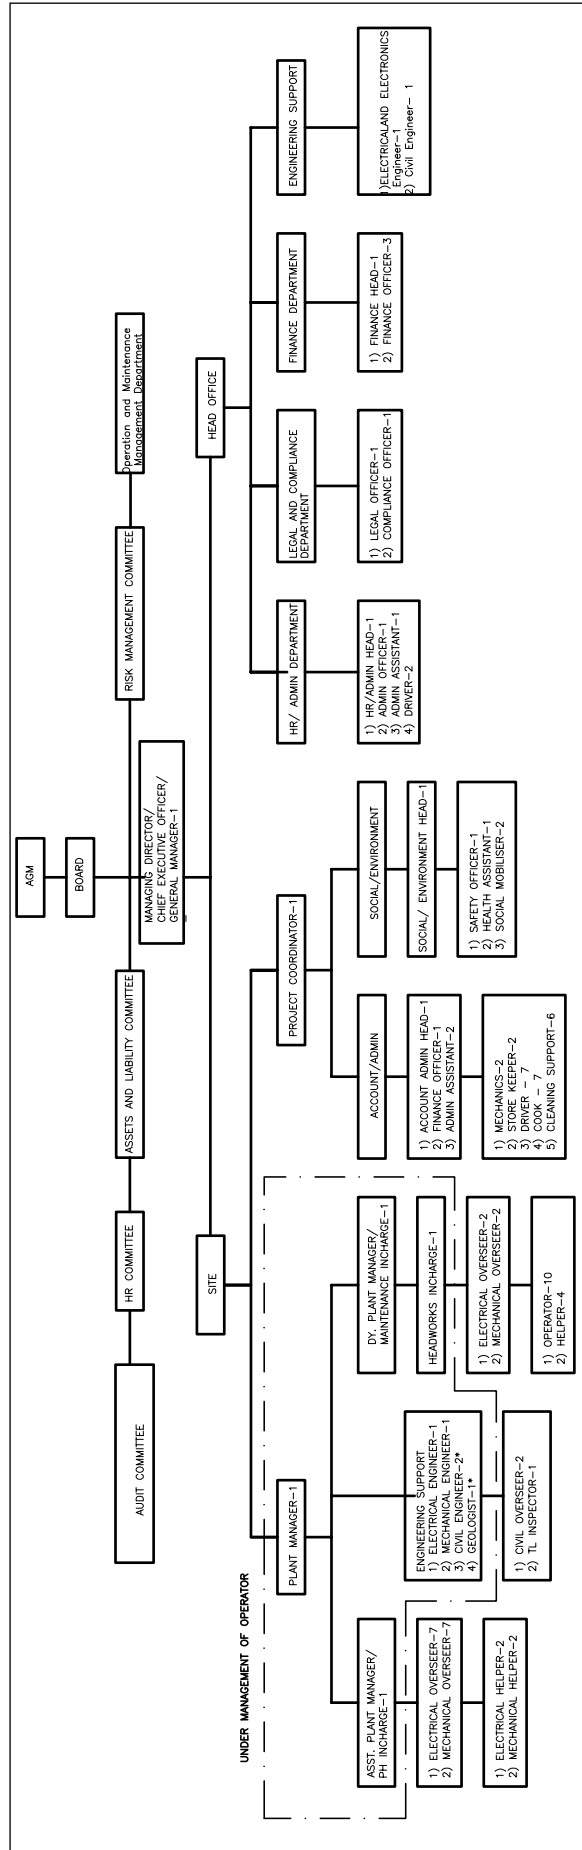 AGM
BOARD
AUDIT COMMITTEE
HR COMMITTEE
ASSETS AND LIABILITY COMMITTEE
RISK MANAGEMENT COMMITTEE
Operation and Maintenance
Management Department
MANAGING DIRECTOR/
CHIEF EXECUTIVE OFFICER/
GENERAL MANAGER-1
SITE
HEAD OFFICE
UNDER MANAGEMENT OF OPERATOR
PLANT MANAGER-1
PROJECT COORDINATOR-1
HR/ ADMIN DEPARTMENT
LEGAL AND COMPLIANCE
DEPARTMENT
FINANCE DEPARTMENT
ENGINEERING SUPPORT
ASST. PLANT MANAGER/
PH INCHARGE-1
1) ELECTRICAL OVERSEER-7
2) MECHANICAL OVERSEER-7
1) ELECTRICAL HELPER-2
2) MECHANICAL HELPER-2
ENGINEERING SUPPORT
1) ELECTRICAL ENGINEER-1
2) MECHANICAL ENGINEER-1
3) CIVIL ENGINEER-2*
4) GEOLOGIST-1*
1) CIVIL OVERSEER-2
2) TL INSPECTOR-1
DY. PLANT MANAGER/
MAINTENANCE INCHARGE-1
HEADWORKS INCHARGE-1
1) ELECTRICAL OVERSEER-2
2) MECHANICAL OVERSEER-2
1) OPERATOR-10
2) HELPER-4
ACCOUNT/ADMIN
1) ACCOUNT ADMIN HEAD-1
2) FINANCE OFFICER-1
3) ADMIN ASSISTANT-2
1) MECHANICS-2
2) STORE KEEPER-2
3) DRIVER - 7
4) COOK - 7
5) CLEANING SUPPORT-6
SOCIAL/ENVIRONMENT
SOCIAL/ ENVIRONMENT HEAD-1
1) SAFETY OFFICER-1
2) HEALTH ASSISTANT-1
3) SOCIAL MOBILISER-2
1) HR/ADMIN HEAD-1
2) ADMIN OFFICER-1
3) ADMIN ASSISTANT-1
4) DRIVER-2
1) LEGAL OFFICER-1
2) COMPLIANCE OFFICER-1
1) FINANCE HEAD-1
2) FINANCE OFFICER-3
1)ELECTRICALAND ELECTRONICS
Engineer-1
2) Civil Engineer- 1